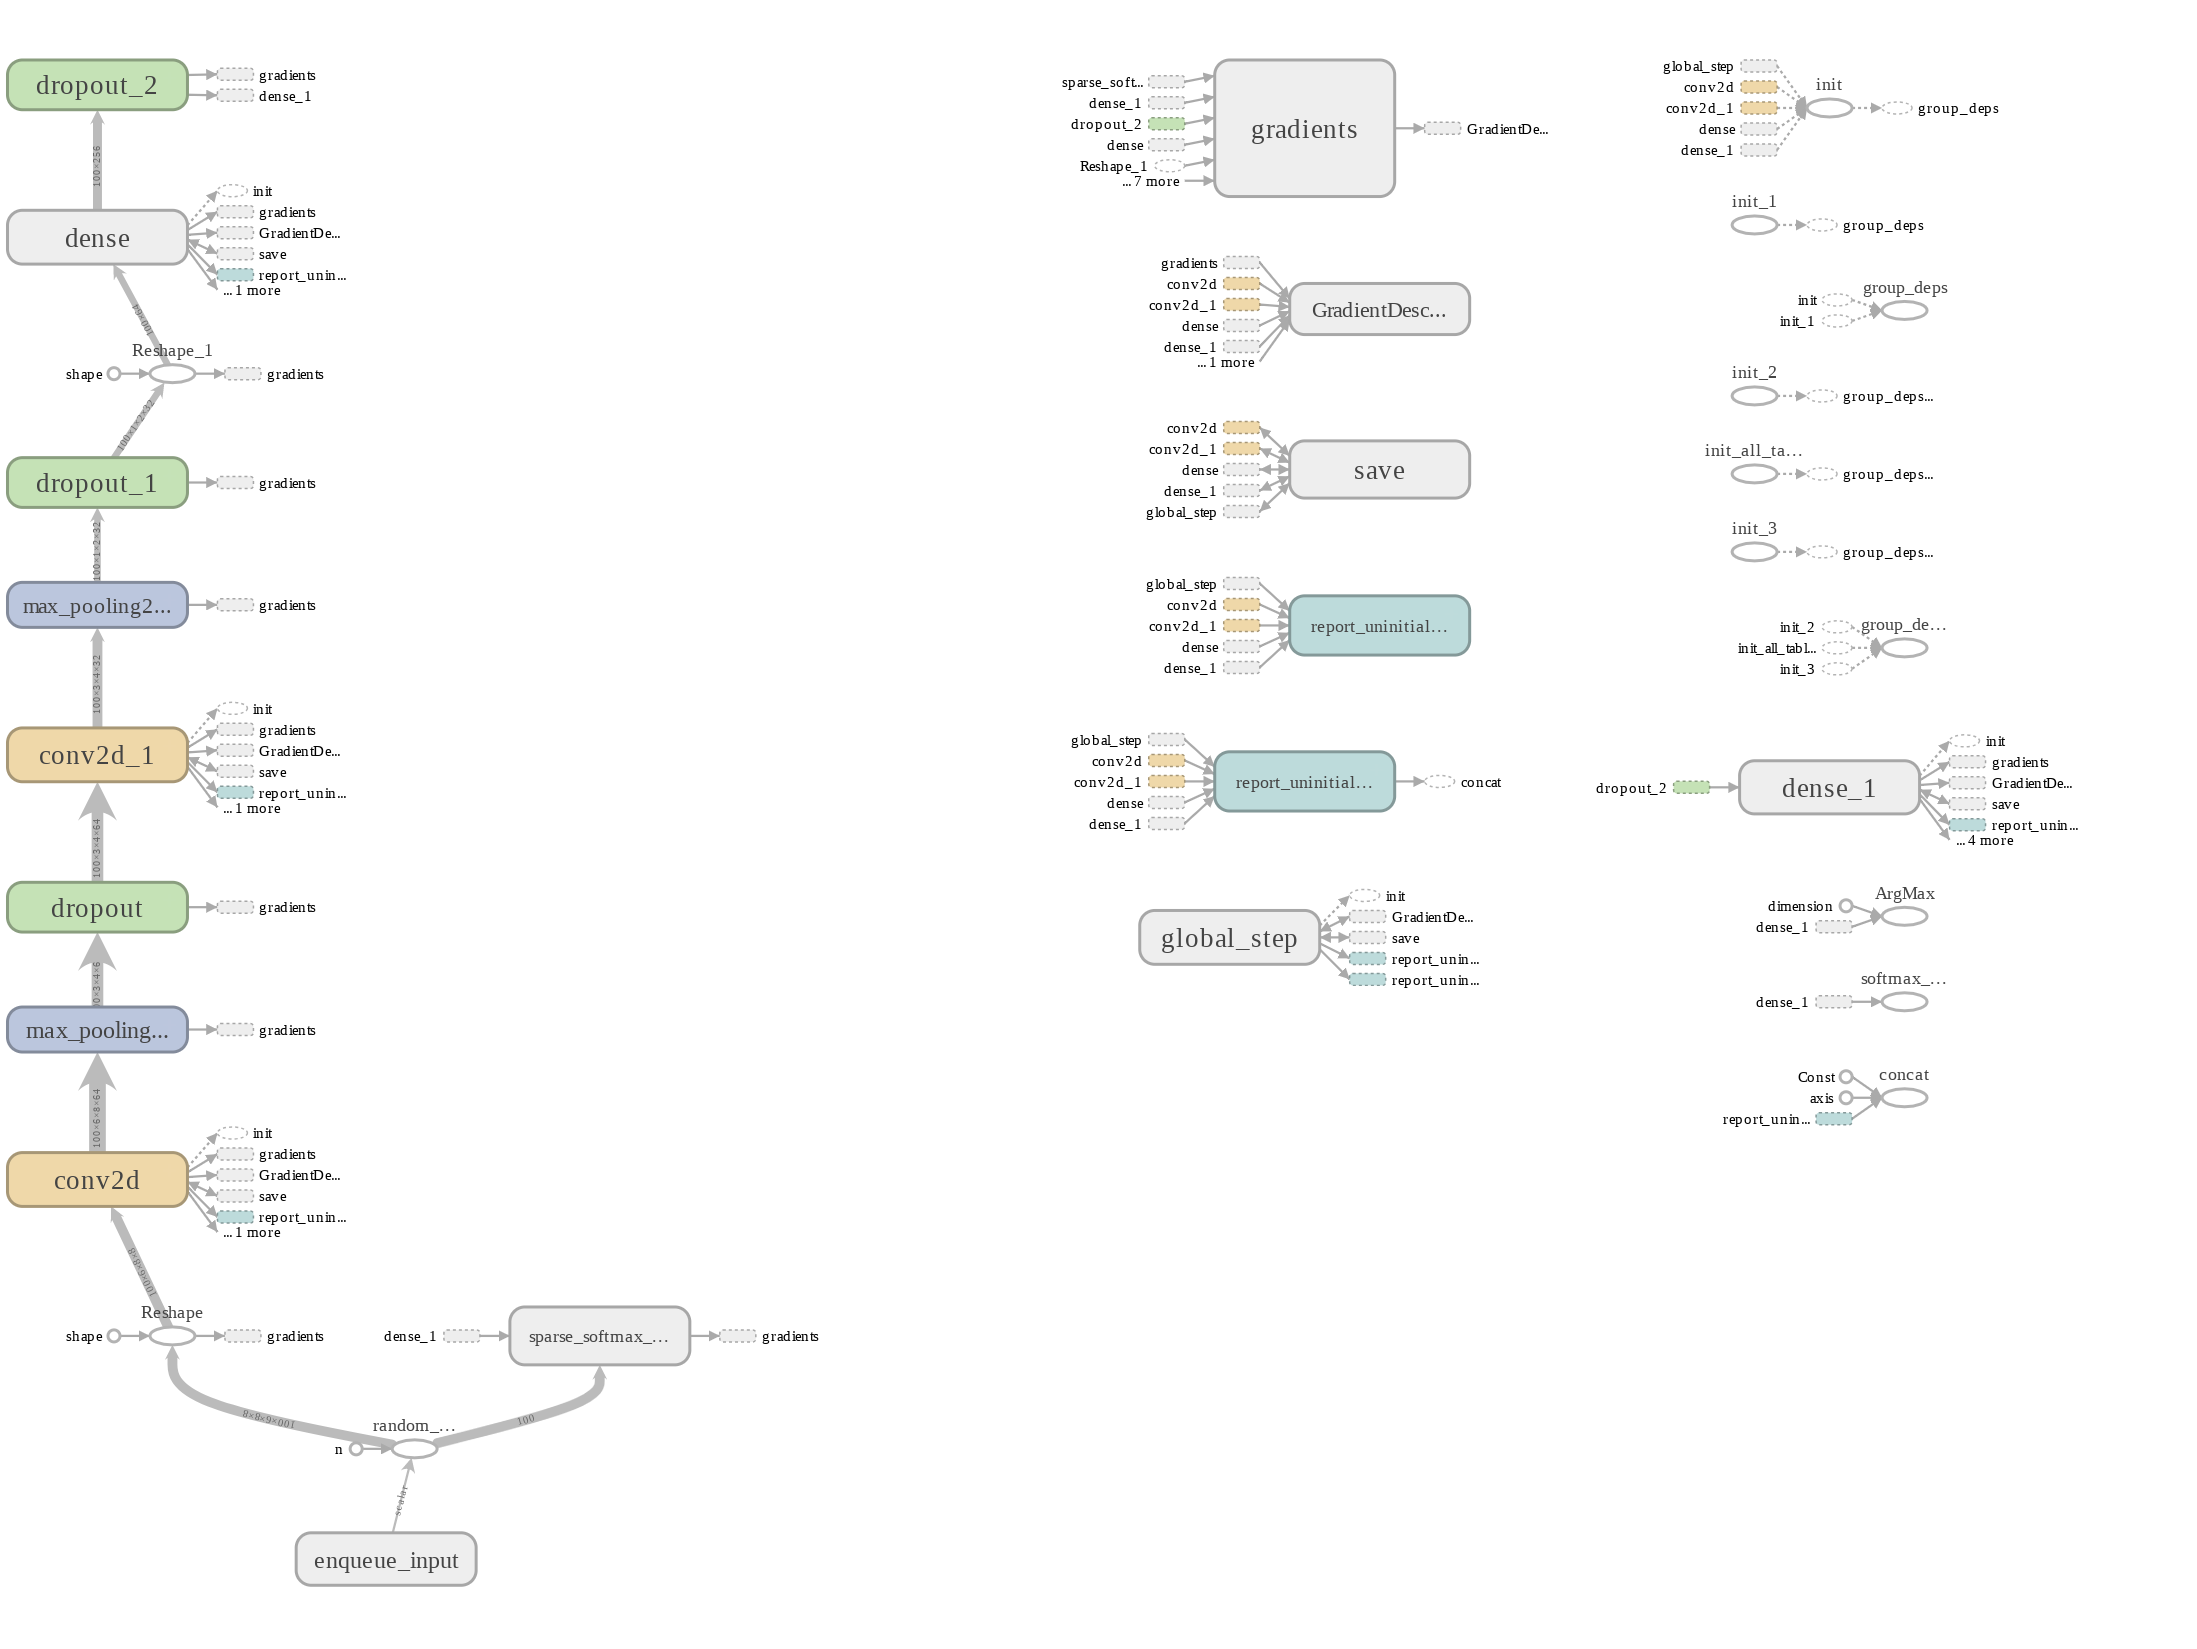 dropout_2
gradients
dense_1
100×256
init
gradients
dense
GradientDe...
save
report_unin...
... 1 more
100×64
Reshape_1
shape
gradients
100×1×2×32
dropout_1
gradients
100×1×2×32
max_pooling2...
gradients
100×3×4×32
init
gradients
conv2d_1
GradientDe...
save
report_unin...
... 1 more
100×3×4×64
dropout
gradients
max_pooling...
gradients
100×6×8×64
init
gradients
conv2d
GradientDe...
save
report_unin...
... 1 more
100×6×8×8
Reshape
shape
gradients
dense_1
sparse_softmax_...
gradients
100×6×8×8
100
random_...
n
scalar
enqueue_input
sparse_soft...
dense_1
dropout_2
dense
Reshape_1
... 7 more
gradients
GradientDe...
gradients
conv2d
conv2d_1
dense
dense_1
... 1 more
GradientDesc...
conv2d
conv2d_1
dense
dense_1
global_step
save
global_step
conv2d
conv2d_1
dense
dense_1
report_uninitial...
global_step
conv2d
conv2d_1
dense
dense_1
report_uninitial...
concat
global_step
init
GradientDe...
save
report_unin...
report_unin...
global_step
conv2d
conv2d_1
dense
dense_1
init
group_deps
init_1
group_deps
group_deps
init
init_1
init_2
group_deps...
init_all_ta...
group_deps...
init_3
group_deps...
init_2
init_all_tabl...
init_3
group_de...
dropout_2
dense_1
init
gradients
GradientDe...
save
report_unin...
... 4 more
ArgMax
dimension
dense_1
softmax_...
dense_1
concat
Const
axis
report_unin...